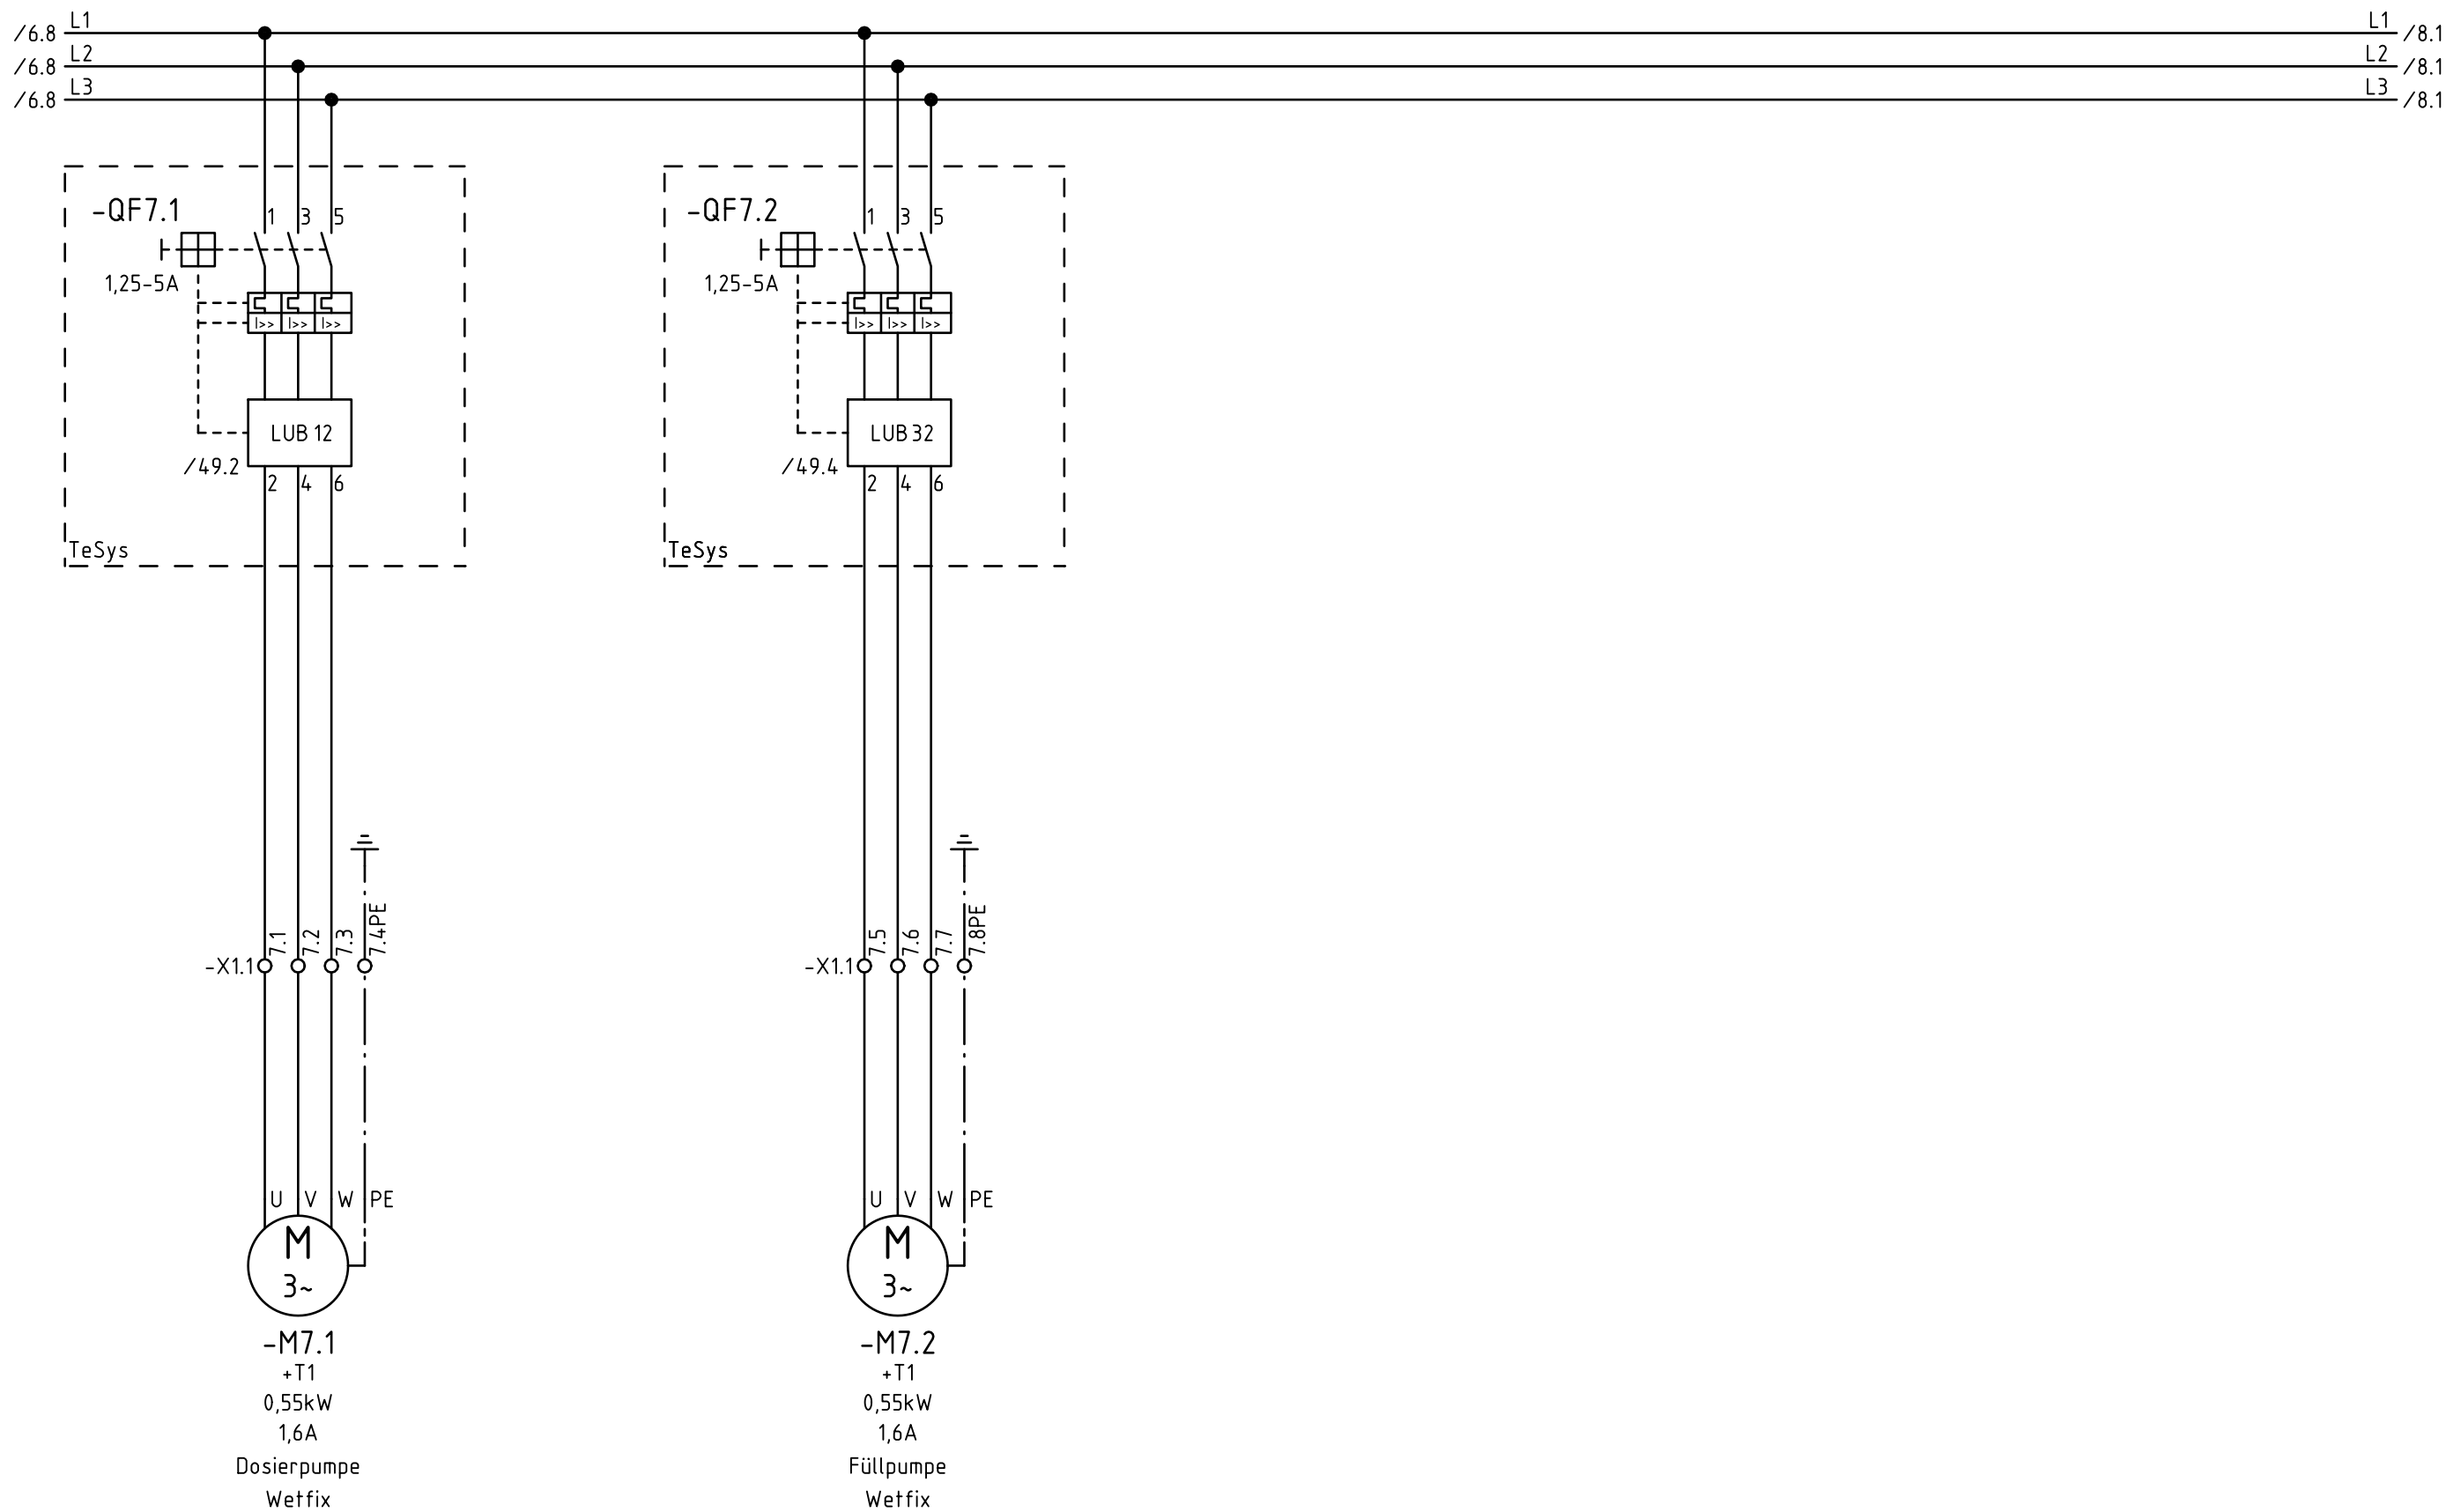 L1 L1
/6.8 /8.1
L2 L2
/6.8 /8.1
L3 L3
/6.8 /8.1
-QF7.1 1 3 5
1,25-5A
I>> I>> I>>
LUB 12
/49.2
2 4 6
TeSys
-QF7.2 1 3 5
1,25-5A
I>> I>> I>>
LUB 32
/49.4
2 4 6
TeSys
7.1 7.2 7.3 7.4PE
-X1.1
7.5 7.6 7.7 7.8PE
-X1.1
U V W PE
M
3~
-M7.1
+T1
0,55kW
1,6A
Dosierpumpe
Wetfix
U V W PE
M
3~
-M7.2
+T1
0,55kW
1,6A
Füllpumpe
Wetfix